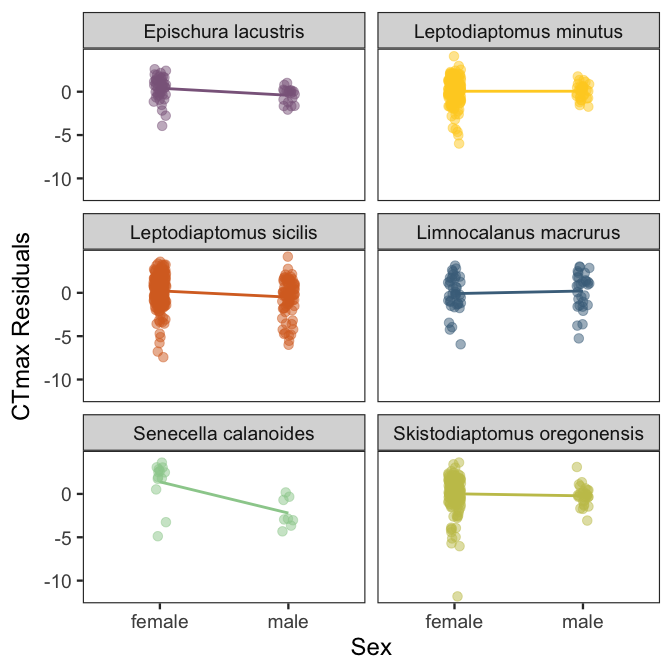 Epischura lacustris
Leptodiaptomus minutus
0
-5
-10
Leptodiaptomus sicilis
Limnocalanus macrurus
0
-5
-10
CTmax Residuals
Senecella calanoides
Skistodiaptomus oregonensis
0
-5
-10
female
male
female
male
Sex